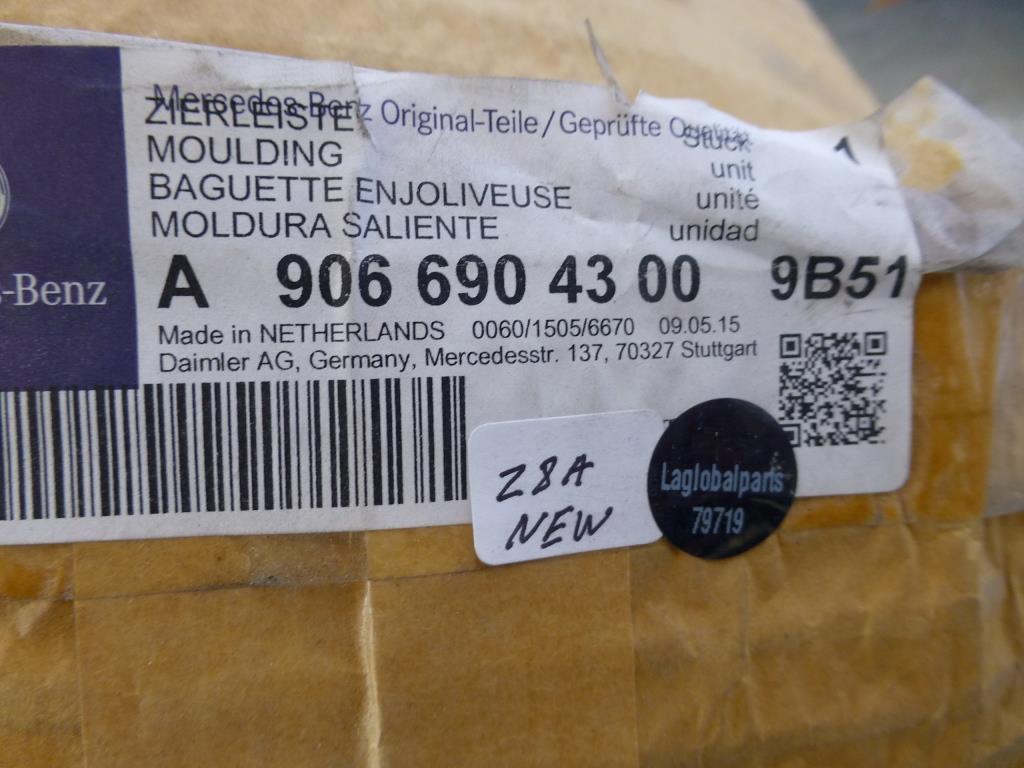 Mercedes-Benz Original-Teile/Geprüfte
ZIERLEISTE Stück 1
MOULDING unit
BAGUETTE ENJOLIVEUSE unité
MOLDURA SALIENTE unidad
-Benz
A 906 690 43 00 9B51
Made in NETHERLANDS 0060/1505/6670 09.05.15
Daimler AG, Germany, Mercedesstr. 137, 70327 Stuttgart
Z8A
NEW
Laglobalparts
79719